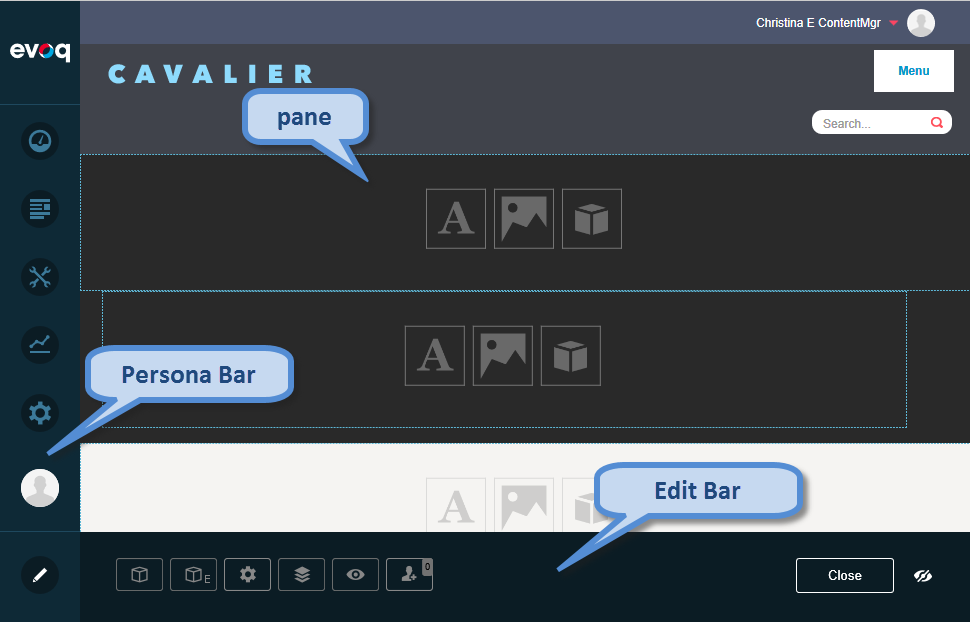 Christina E ContentMgr
evoq
CAVALIER
Menu
pane
Search...
A
A
Persona Bar
A
Edit Bar
E
0
Close